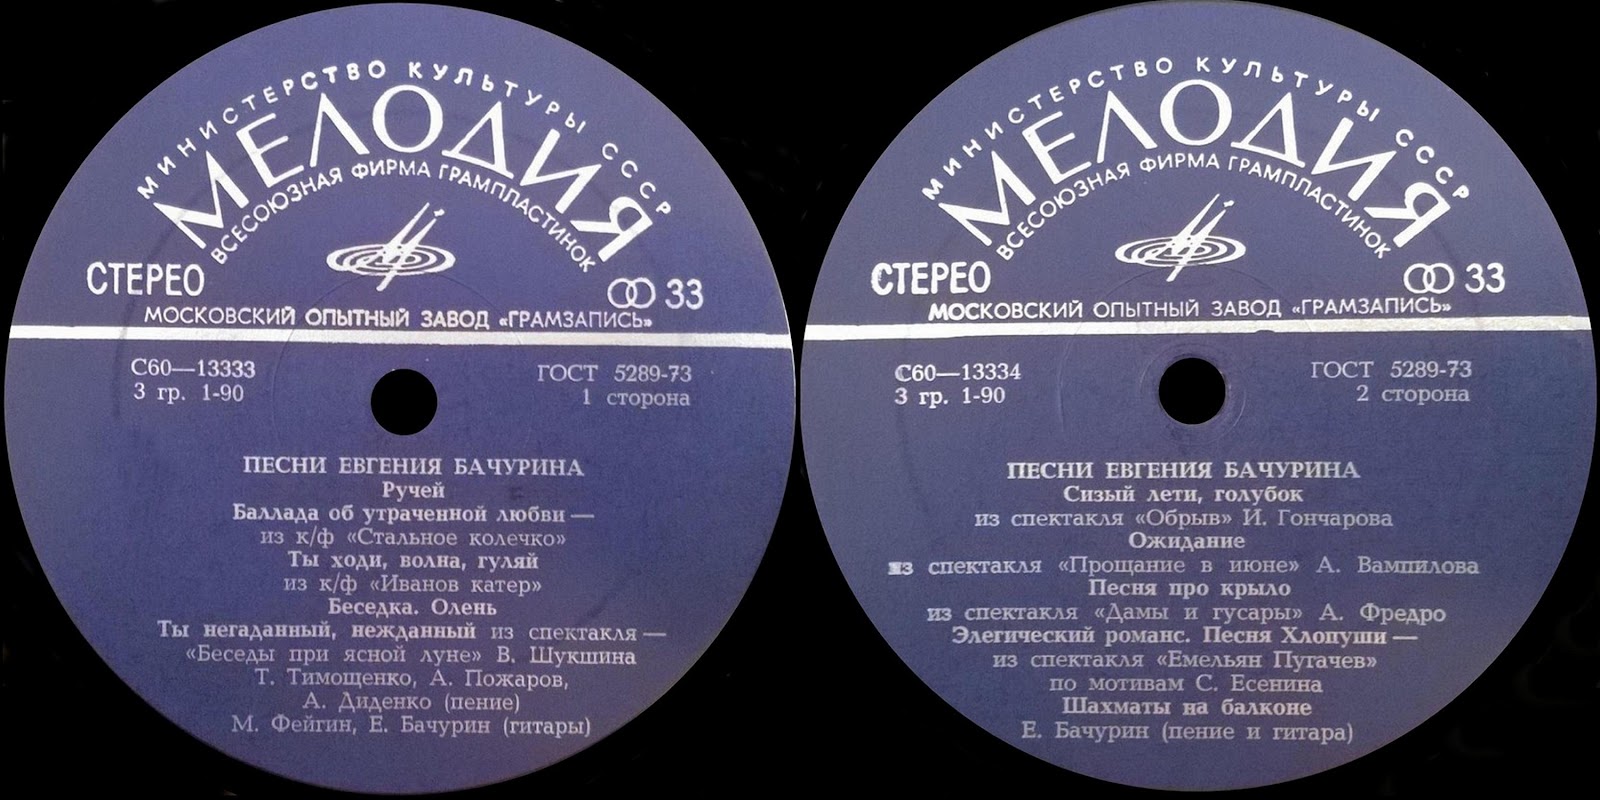 МИНИСТЕРСТВО КУЛЬТУРЫ СССР
МЕЛОДИЯ
ВСЕСОЮЗНАЯ ФИРМА ГРАМПЛАСТИНОК
СТЕРЕО
33
МОСКОВСКИЙ ОПЫТНЫЙ ЗАВОД «ГРАМЗАПИСЬ»
С60—13333
ГОСТ 5289-73
3 гр. 1-90
1 сторона
ПЕСНИ ЕВГЕНИЯ БАЧУРИНА
Ручей
Баллада об утраченной любви —
из к/ф «Стальное колечко»
Ты ходи, волна, гуляй
из к/ф «Иванов катер»
Беседка. Олень
Ты негаданный, нежданный из спектакля —
«Беседы при ясной луне» В. Шукшина
Т. Тимощенко, А. Пожаров,
А. Диденко (пение)
М. Фейгин, Е. Бачурин (гитары)
МИНИСТЕРСТВО КУЛЬТУРЫ СССР
МЕЛОДИЯ
ВСЕСОЮЗНАЯ ФИРМА ГРАМПЛАСТИНОК
СТЕРЕО
33
МОСКОВСКИЙ ОПЫТНЫЙ ЗАВОД «ГРАМЗАПИСЬ»
С60—13334
ГОСТ 5289-73
3 гр. 1-90
2 сторона
ПЕСНИ ЕВГЕНИЯ БАЧУРИНА
Сизый лети, голубок
из спектакля «Обрыв» И. Гончарова
Ожидание
из спектакля «Прощание в июне» А. Вампилова
Песня про крыло
из спектакля «Дамы и гусары» А. Фредро
Элегический романс. Песня Хлопуши —
из спектакля «Емельян Пугачев»
по мотивам С. Есенина
Шахматы на балконе
Е. Бачурин (пение и гитара)